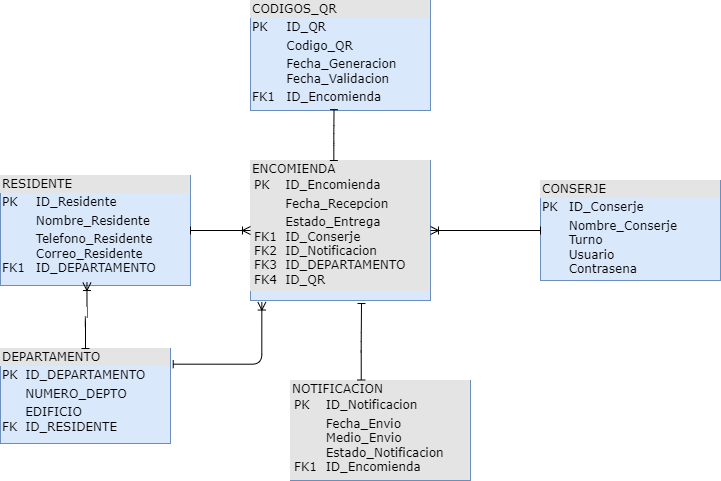 CODIGOS_QR
PK ID_QR
Codigo_QR
Fecha_Generacion
Fecha_Validacion
FK1 ID_Encomienda
ENCOMIENDA
PK ID_Encomienda
Fecha_Recepcion
Estado_Entrega
FK1 ID_Conserje
FK2 ID_Notificacion
FK3 ID_DEPARTAMENTO
FK4 ID_QR
RESIDENTE
PK ID_Residente
Nombre_Residente
Telefono_Residente
Correo_Residente
FK1 ID_DEPARTAMENTO
CONSERJE
PK ID_Conserje
Nombre_Conserje
Turno
Usuario
Contrasena
DEPARTAMENTO
PK ID_DEPARTAMENTO
NUMERO_DEPTO
EDIFICIO
FK ID_RESIDENTE
NOTIFICACION
PK ID_Notificacion
Fecha_Envio
Medio_Envio
Estado_Notificacion
FK1 ID_Encomienda